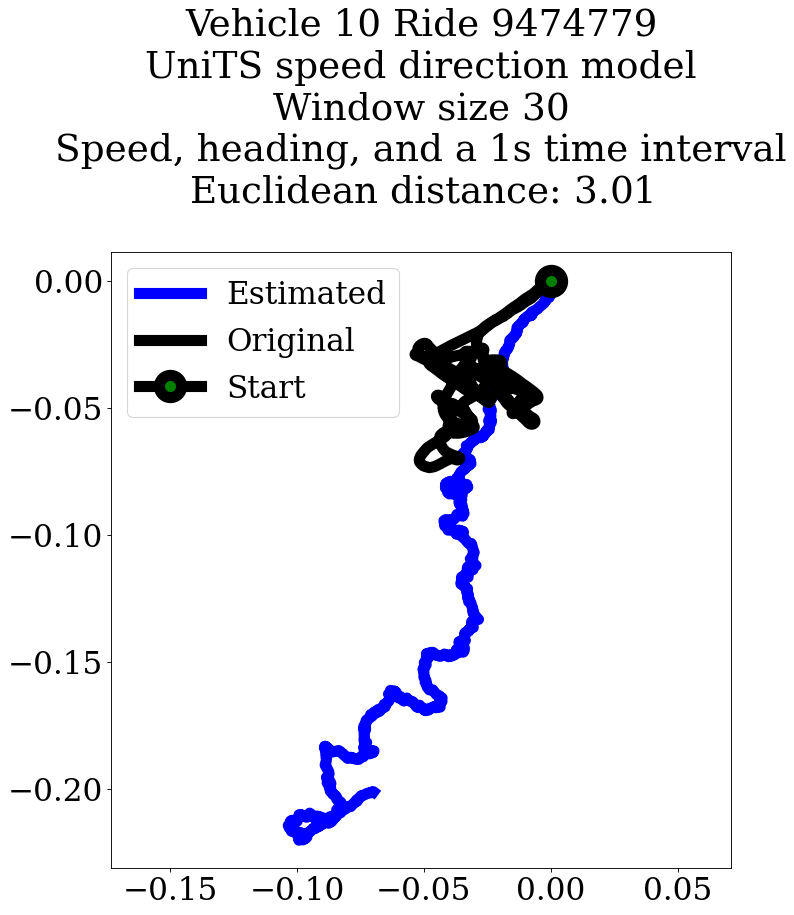 Vehicle 10 Ride 9474779
UniTS speed direction model
Window size 30
Speed, heading, and a 1s time interval
Euclidean distance: 3.01
Estimated
Original
Start
0.00
−0.05
−0.10
−0.15
−0.20
−0.15
−0.10
−0.05
0.00
0.05